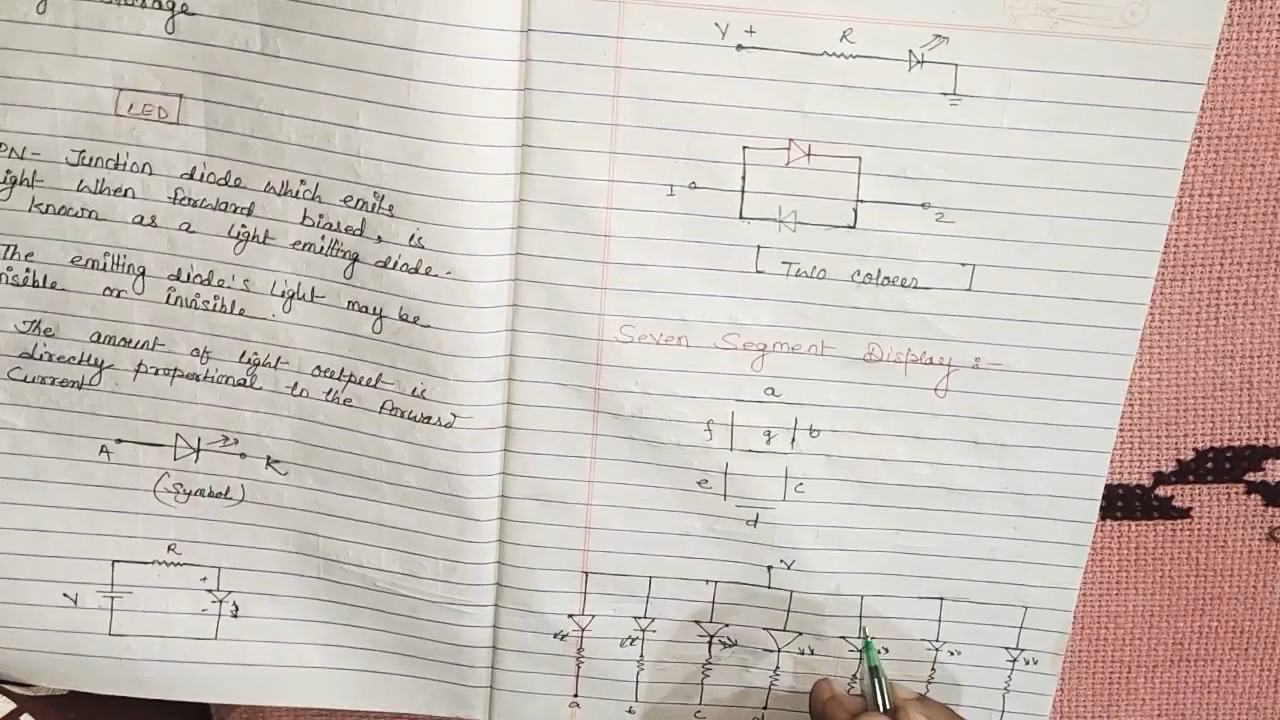 LED
PN- Junction diode which emits
light when forward biased, is
known as a light emitting diode.
The emitting diode's light may be
visible or invisible.
The amount of light output is
directly proportional to the forward
Current.
A K
(Symbol)
R
V + -
V + R
1 2
Two colour
Seven Segment Display :-
a
f g b
e c
d
V
a b c d